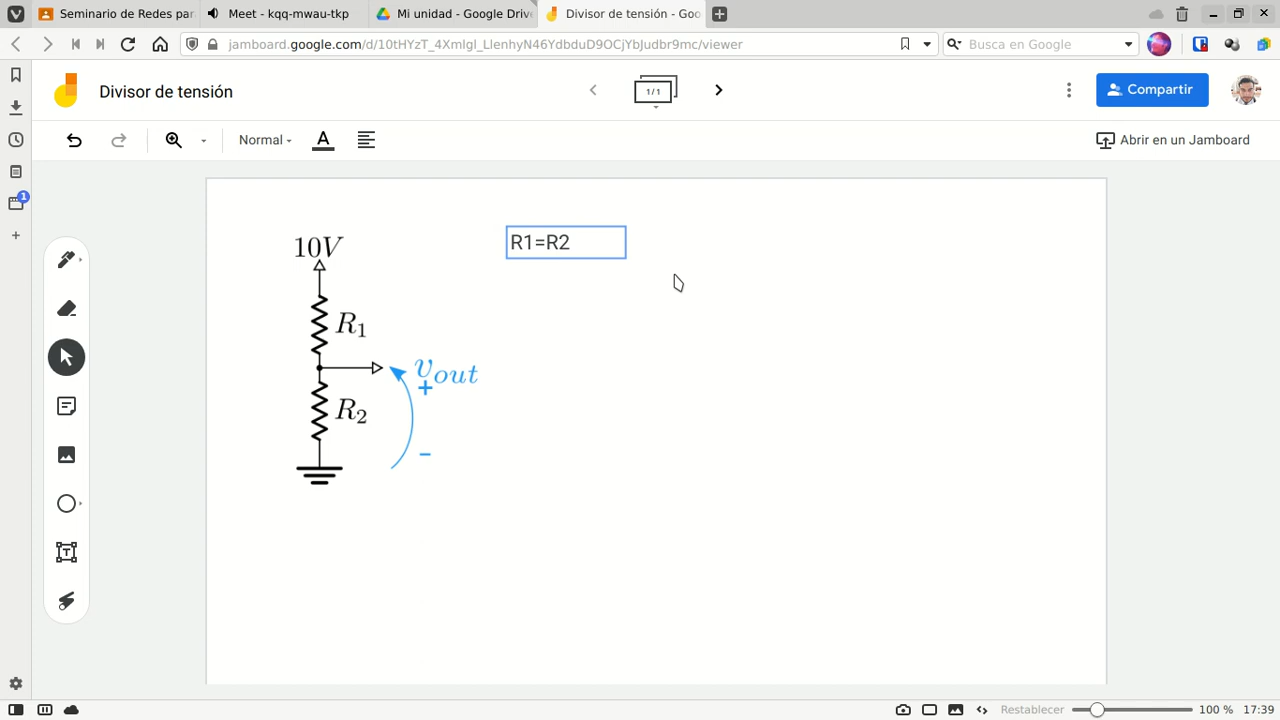 Seminario de Redes par
Meet - kqq-mwau-tkp
Mi unidad - Google Drive
Divisor de tensión - Goo
jamboard.google.com/d/10tHYzT_4XmIgl_LlenhyN46YdbduD9OCjYbJudbr9mc/viewer
Busca en Google
Divisor de tensión
1/1
Compartir
Normal
A
Abrir en un Jamboard
1
10V
R1=R2
R1
vout
+
R2
-
T
Restablecer
100 %
17:39